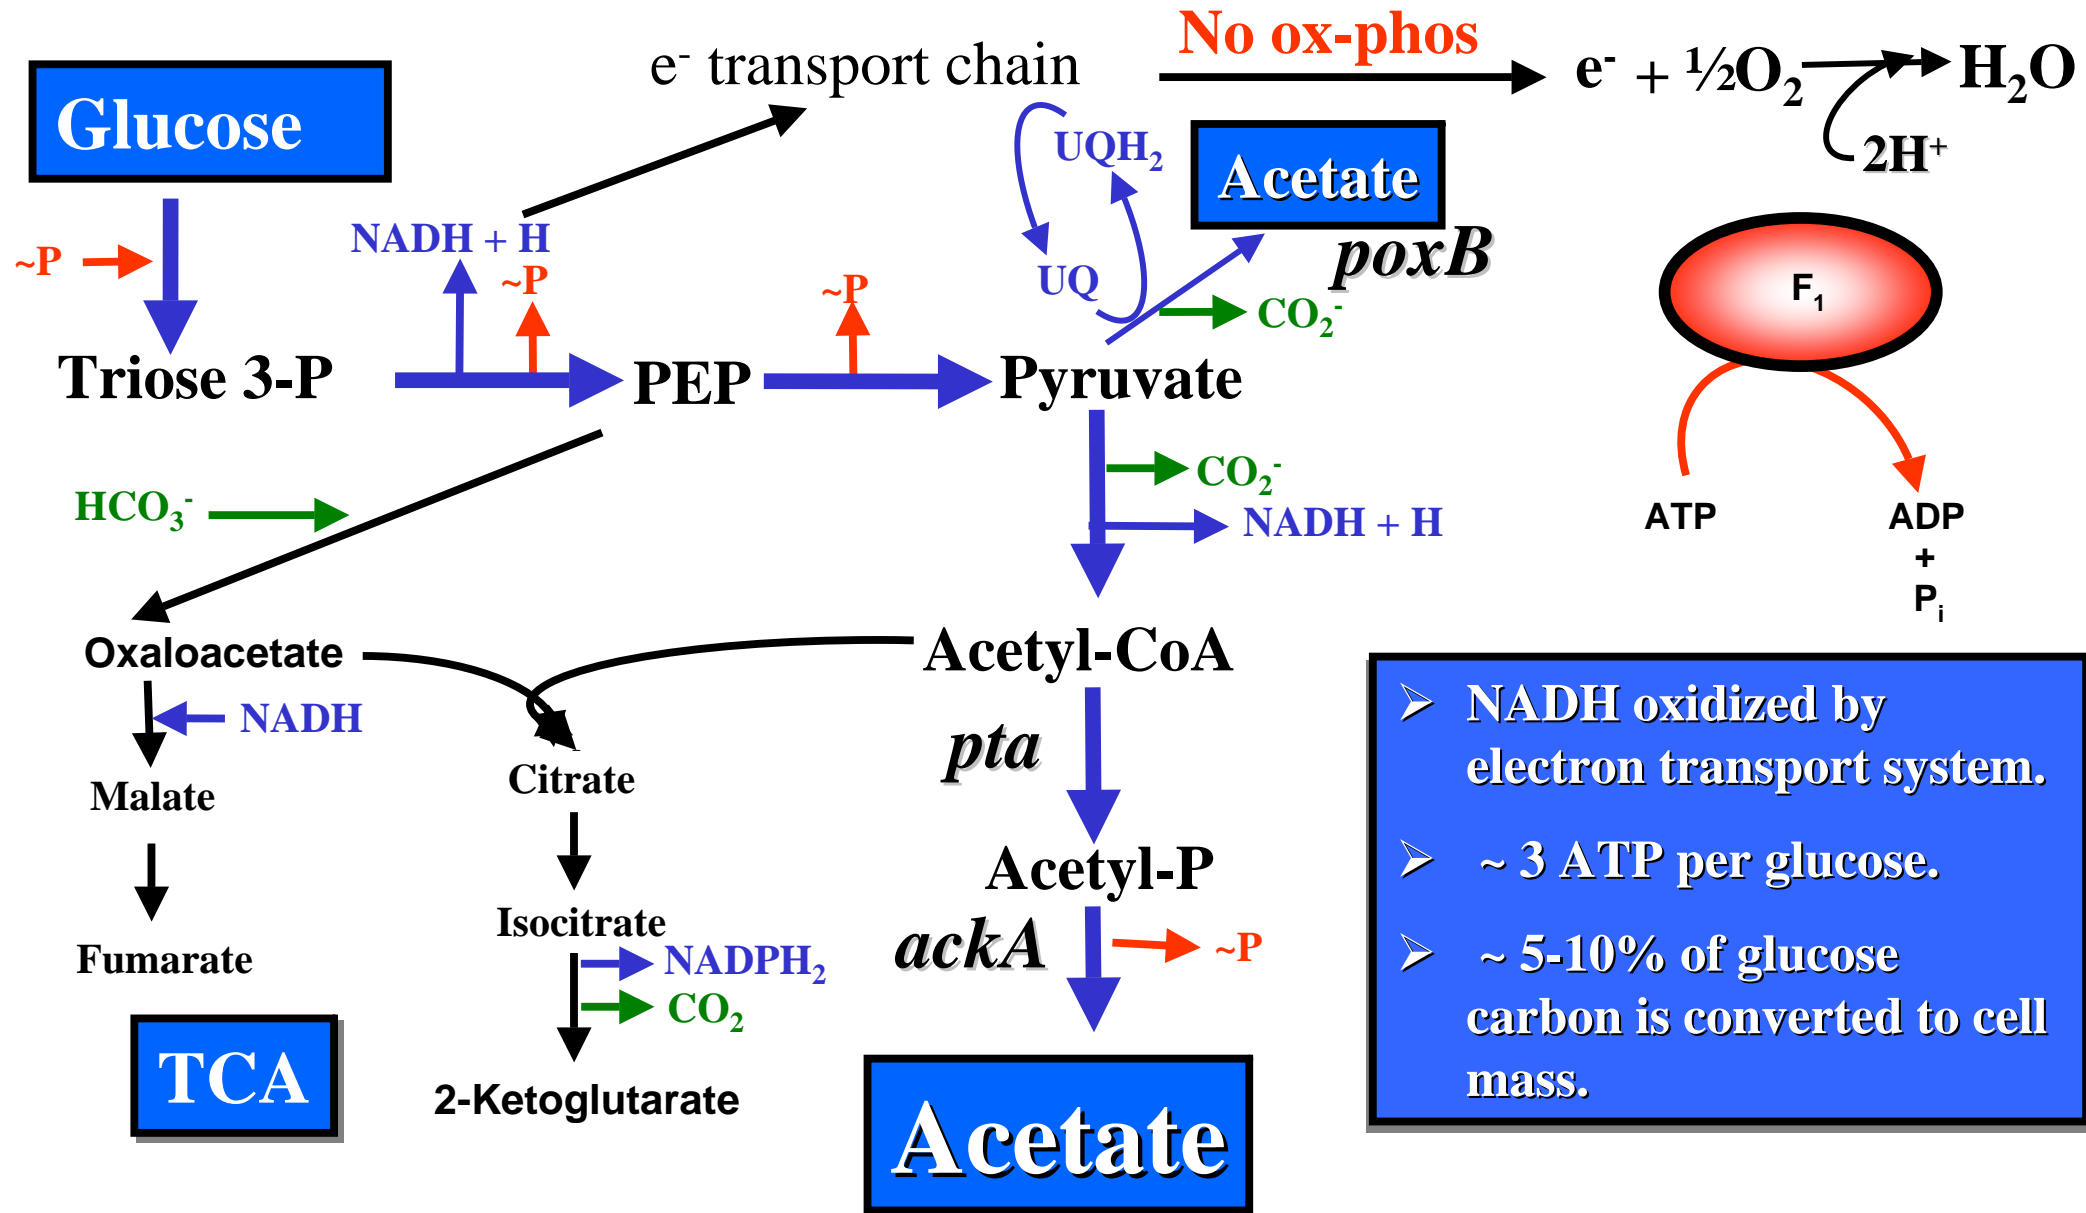 No ox-phos
e⁻ transport chain
e⁻ + ½O₂
H₂O
Glucose
UQH₂
Acetate
2H⁺
NADH + H
poxB
~P
~P
UQ
~P
CO₂⁻
F₁
Triose 3-P
PEP
Pyruvate
HCO₃⁻
CO₂⁻
NADH + H
ATP
ADP
+
Pᵢ
Oxaloacetate
Acetyl-CoA
NADH
pta
Citrate
Malate
Acetyl-P
Isocitrate
ackA
~P
Fumarate
NADPH₂
CO₂
TCA
2-Ketoglutarate
Acetate
➢ NADH oxidized by
electron transport system.
➢ ~ 3 ATP per glucose.
➢ ~ 5-10% of glucose
carbon is converted to cell
mass.